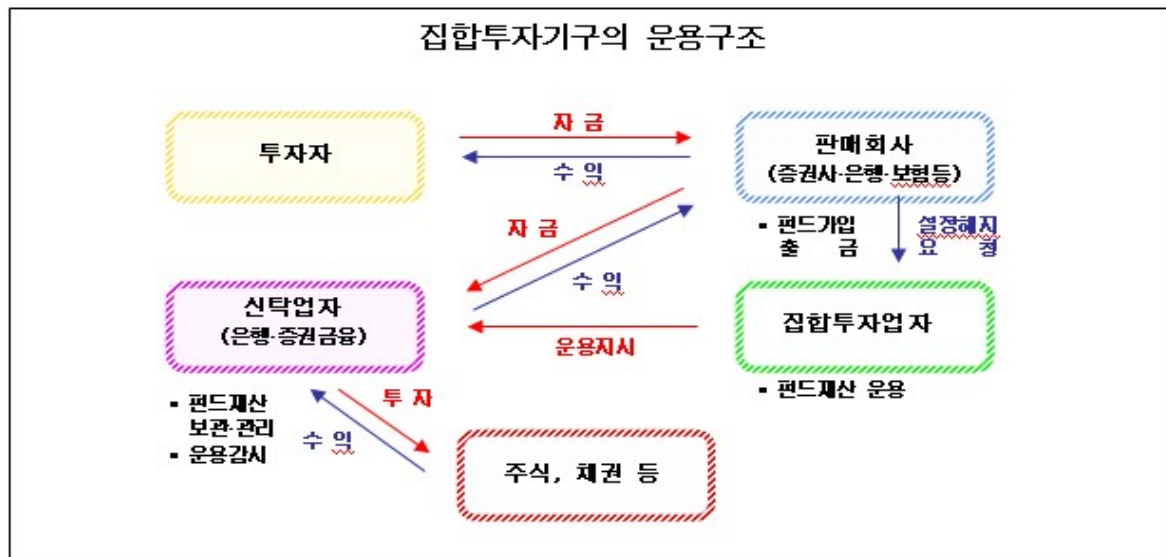 집합투자기구의 운용구조
투자자
자 금
수 익
판매회사
(증권사·은행·보험등)
▪ 펀드가입
출 금
설정해지
요 청
자 금
수 익
신탁업자
(은행·증권금융)
운용지시
집합투자업자
▪ 펀드재산 운용
▪ 펀드재산
보관·관리
▪ 운용감시
투 자
수 익
주식, 채권 등